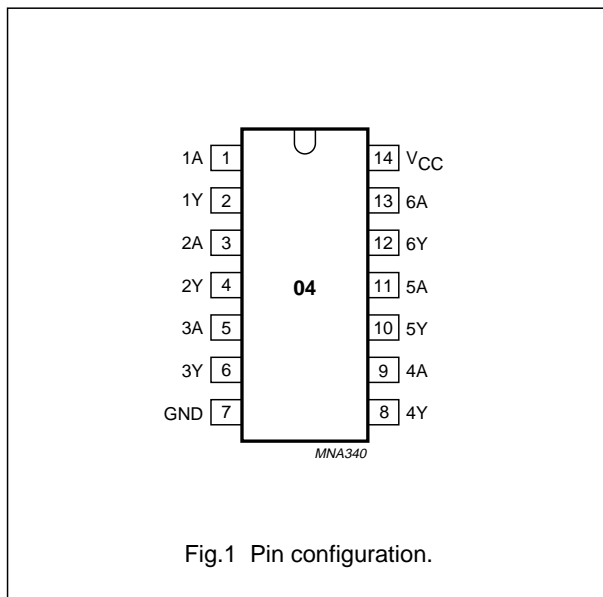 1A 1 14 VCC
1Y 2 13 6A
2A 3 12 6Y
2Y 4 04 11 5A
3A 5 10 5Y
3Y 6 9 4A
GND 7 8 4Y
MNA340
Fig.1 Pin configuration.